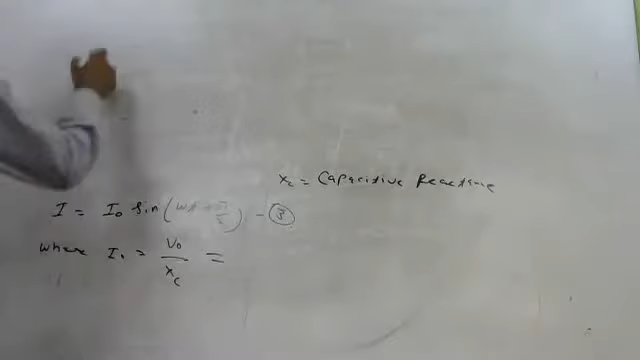 Xc = Capacitive Reactance
I = I₀ sin(ωt + π/2) – ③
where I₀ = V₀/Xc =